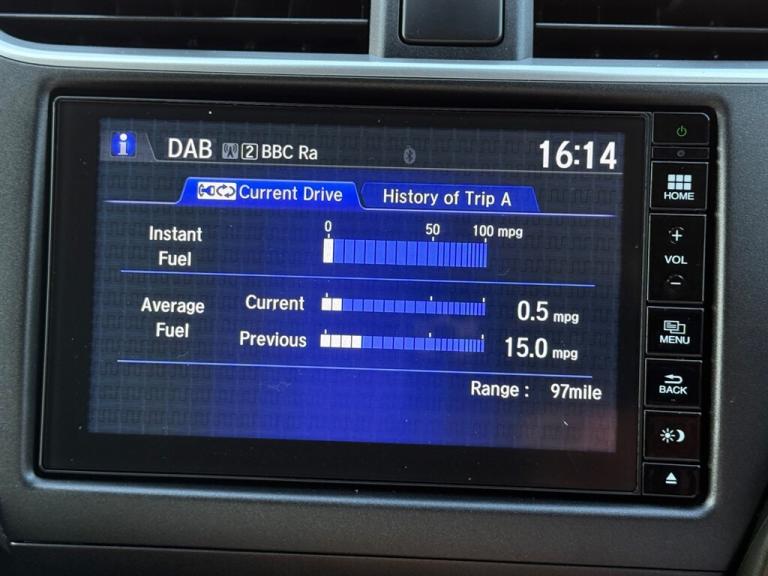 i DAB 2 BBC Ra 16:14
Current Drive History of Trip A
0 50 100 mpg
Instant
Fuel
Average
Fuel
Current 0.5 mpg
Previous 15.0 mpg
Range : 97mile
HOME
+
VOL
−
MENU
BACK